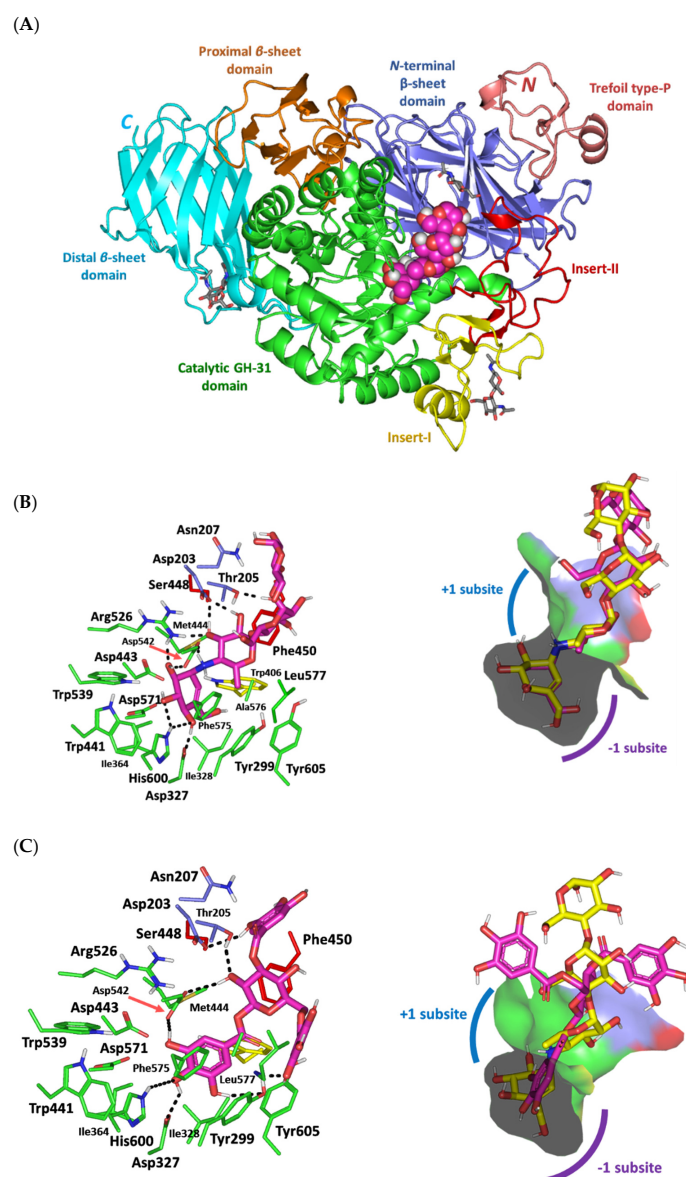 (A)
Proximal β-sheet
domain
N-terminal
β-sheet
domain
N
Trefoil type-P
domain
C
Distal β-sheet
domain
Insert-II
Catalytic GH-31
domain
Insert-I
(B)
Asn207
Asp203
Ser448
Thr205
Arg526
Met444
Phe450
Asp542
Asp443
Trp406
Leu577
Trp539
Ala576
Asp571
Phe575
Trp441
Ile364
His600
Ile328
Tyr299
Tyr605
Asp327
+1 subsite
-1 subsite
(C)
Asn207
Asp203
Thr205
Ser448
Phe450
Arg526
Asp542
Met444
Asp443
Trp539
Asp571
Phe575
Leu577
Trp441
Ile364
His600
Ile328
Tyr299
Tyr605
Asp327
+1 subsite
-1 subsite